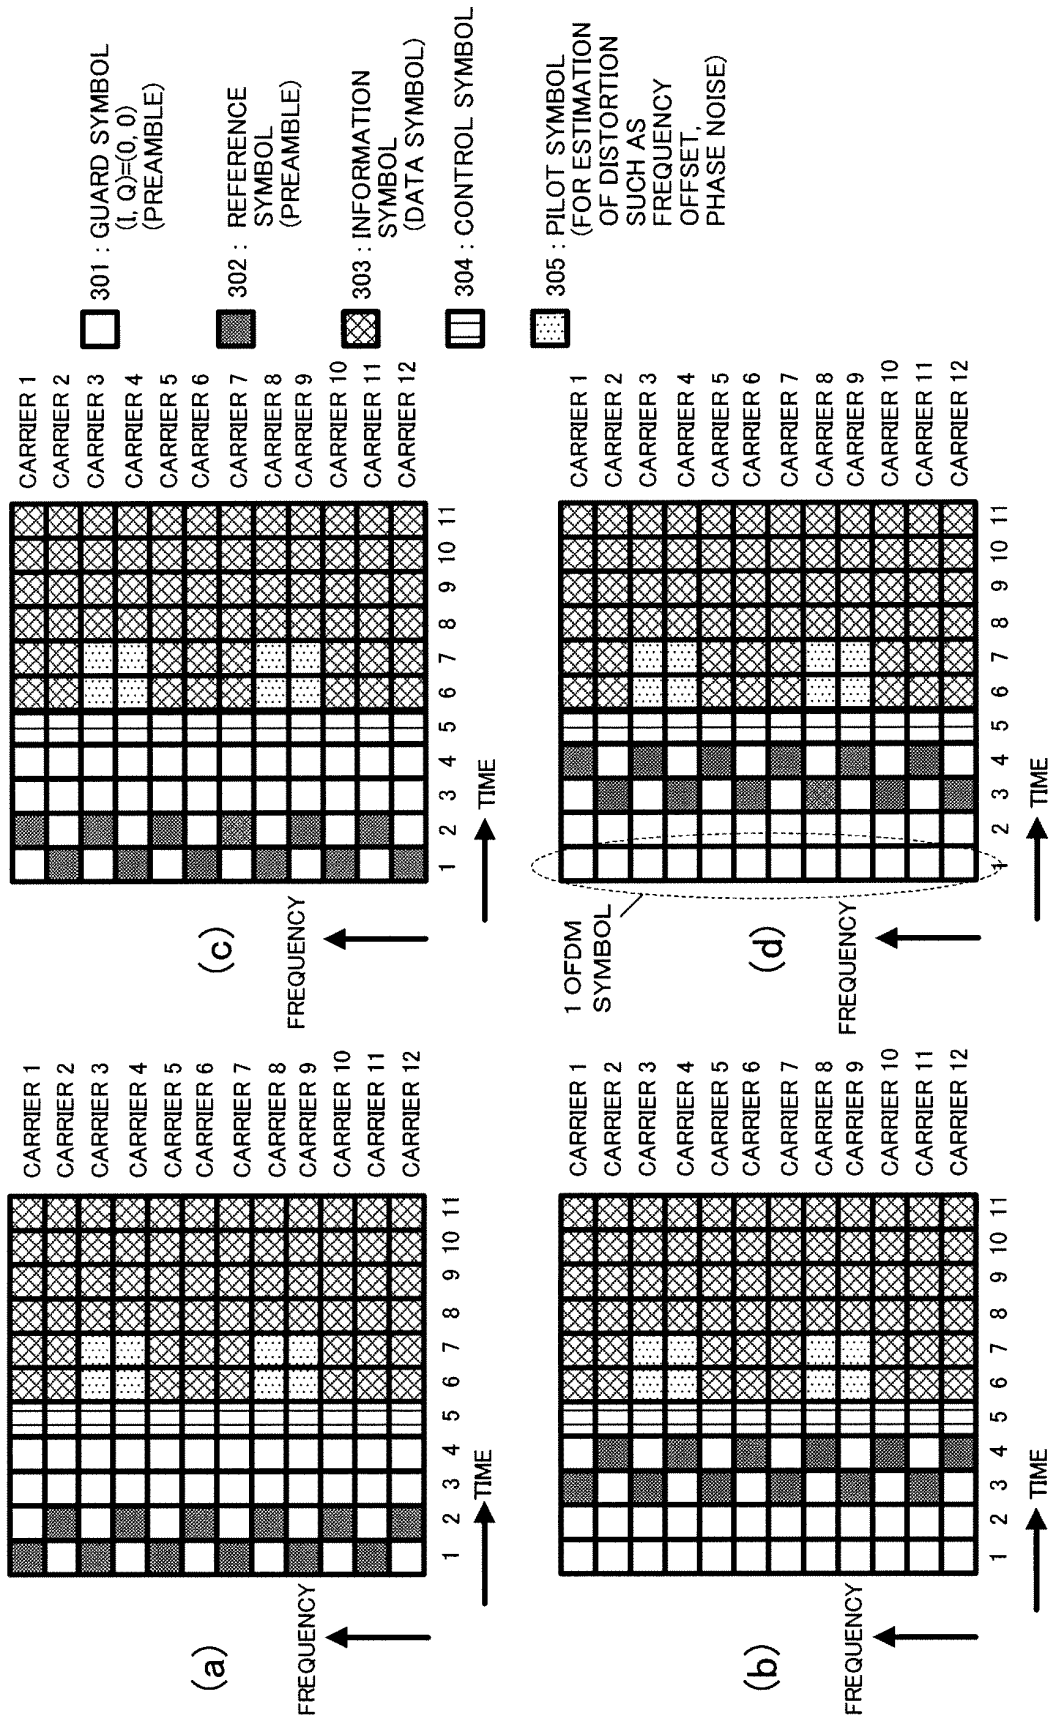 (a)
FREQUENCY
CARRIER 1
CARRIER 2
CARRIER 3
CARRIER 4
CARRIER 5
CARRIER 6
CARRIER 7
CARRIER 8
CARRIER 9
CARRIER 10
CARRIER 11
CARRIER 12
1 2 3 4 5 6 7 8 9 10 11
TIME
(c)
FREQUENCY
CARRIER 1
CARRIER 2
CARRIER 3
CARRIER 4
CARRIER 5
CARRIER 6
CARRIER 7
CARRIER 8
CARRIER 9
CARRIER 10
CARRIER 11
CARRIER 12
1 2 3 4 5 6 7 8 9 10 11
TIME
301 : GUARD SYMBOL
(I, Q)=(0, 0)
(PREAMBLE)
302 : REFERENCE
SYMBOL
(PREAMBLE)
303 : INFORMATION
SYMBOL
(DATA SYMBOL)
304 : CONTROL SYMBOL
305 : PILOT SYMBOL
(FOR ESTIMATION
OF DISTORTION
SUCH AS
FREQUENCY
OFFSET,
PHASE NOISE)
(b)
FREQUENCY
CARRIER 1
CARRIER 2
CARRIER 3
CARRIER 4
CARRIER 5
CARRIER 6
CARRIER 7
CARRIER 8
CARRIER 9
CARRIER 10
CARRIER 11
CARRIER 12
1 2 3 4 5 6 7 8 9 10 11
TIME
1 OFDM
SYMBOL
(d)
FREQUENCY
CARRIER 1
CARRIER 2
CARRIER 3
CARRIER 4
CARRIER 5
CARRIER 6
CARRIER 7
CARRIER 8
CARRIER 9
CARRIER 10
CARRIER 11
CARRIER 12
1 2 3 4 5 6 7 8 9 10 11
TIME